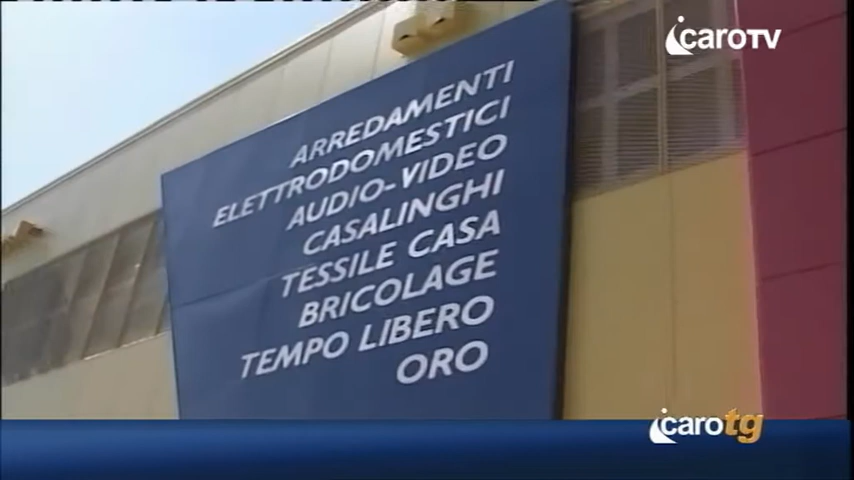 icaroTV
ARREDAMENTI
ELETTRODOMESTICI
AUDIO-VIDEO
CASALINGHI
TESSILE CASA
BRICOLAGE
TEMPO LIBERO
ORO
icarotg